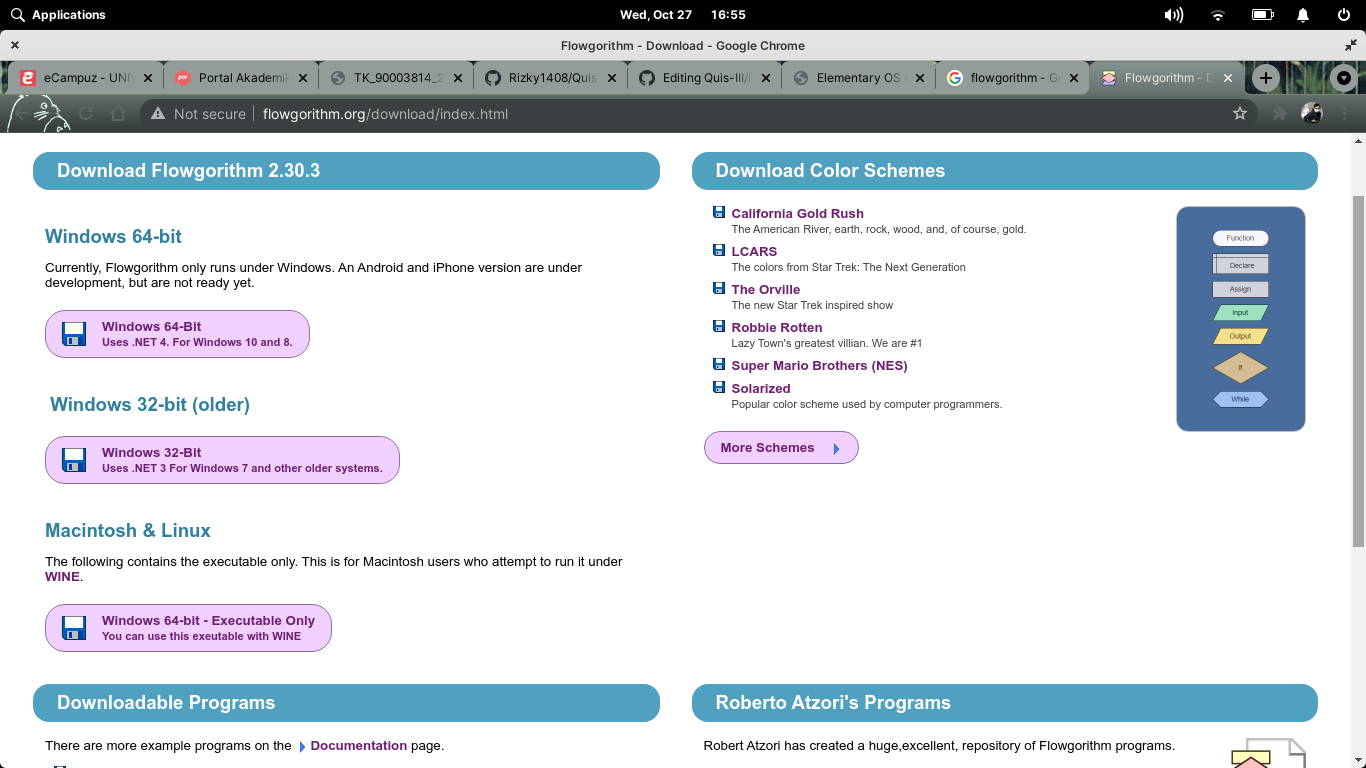 Applications
Wed, Oct 27 16:55
Flowgorithm - Download - Google Chrome
eCampuz - UNI
Portal Akademi
TK_90003814_2
Rizky1408/Quis
Editing Quis-III/
Elementary OS
flowgorithm - G
Flowgorithm - D
Not secure flowgorithm.org/download/index.html
Download Flowgorithm 2.30.3
Windows 64-bit
Currently, Flowgorithm only runs under Windows. An Android and iPhone version are under
development, but are not ready yet.
Windows 64-Bit
Uses .NET 4. For Windows 10 and 8.
Windows 32-bit (older)
Windows 32-Bit
Uses .NET 3 For Windows 7 and other older systems.
Macintosh & Linux
The following contains the executable only. This is for Macintosh users who attempt to run it under
WINE.
Windows 64-bit - Executable Only
You can use this exeutable with WINE
Download Color Schemes
California Gold Rush
The American River, earth, rock, wood, and, of course, gold.
LCARS
The colors from Star Trek: The Next Generation
The Orville
The new Star Trek inspired show
Robbie Rotten
Lazy Town's greatest villian. We are #1
Super Mario Brothers (NES)
Solarized
Popular color scheme used by computer programmers.
More Schemes
Function
Declare
Assign
Input
Output
If
While
Downloadable Programs
There are more example programs on the Documentation page.
Roberto Atzori's Programs
Robert Atzori has created a huge,excellent, repository of Flowgorithm programs.